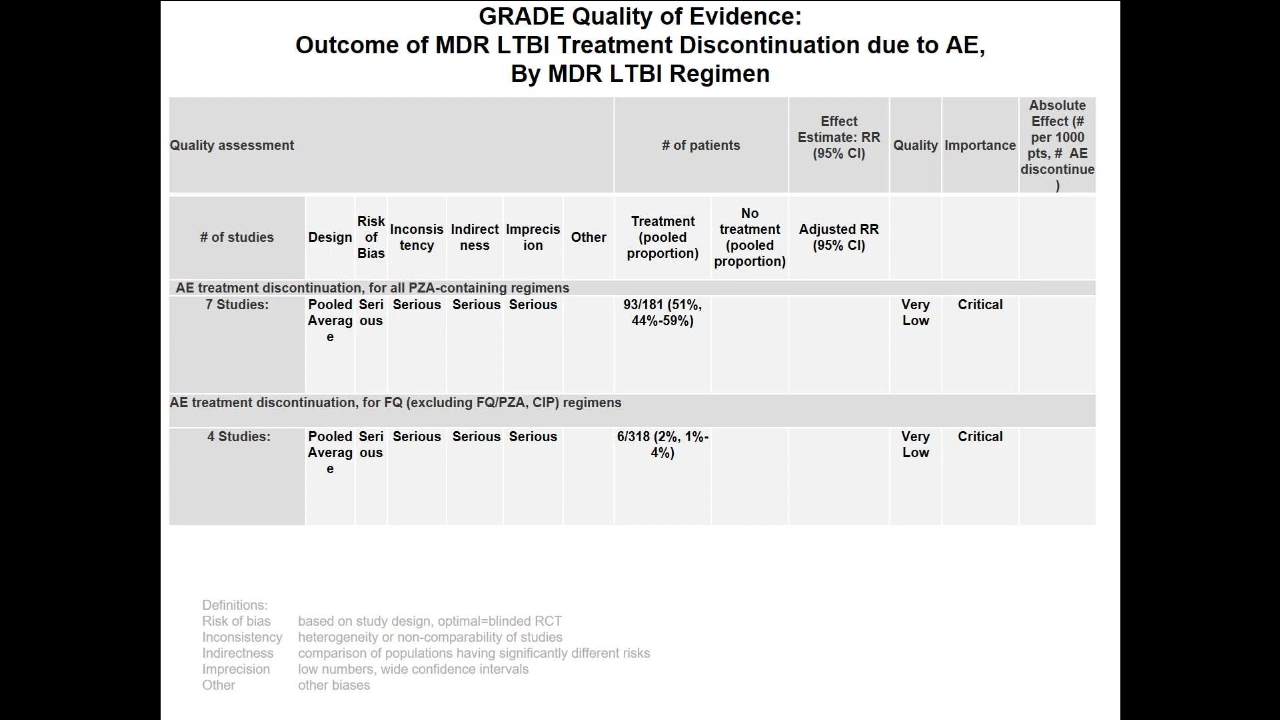 GRADE Quality of Evidence:
Outcome of MDR LTBI Treatment Discontinuation due to AE,
By MDR LTBI Regimen
Quality assessment
# of patients
Effect
Estimate: RR
(95% CI)
Quality
Importance
Absolute
Effect (#
per 1000
pts, #  AE
discontinue
)
# of studies
Design
Risk
of
Bias
Inconsis
tency
Indirect
ness
Imprecis
ion
Other
Treatment
(pooled
proportion)
No
treatment
(pooled
proportion)
Adjusted RR
(95% CI)
AE treatment discontinuation, for all PZA-containing regimens
7 Studies:
Pooled
Averag
e
Seri
ous
Serious
Serious
Serious
93/181 (51%,
44%-59%)
Very
Low
Critical
AE treatment discontinuation, for FQ (excluding FQ/PZA, CIP) regimens
4 Studies:
Pooled
Averag
e
Seri
ous
Serious
Serious
Serious
6/318 (2%, 1%-
4%)
Very
Low
Critical
Definitions:
Risk of bias based on study design, optimal=blinded RCT
Inconsistency heterogeneity or non-comparability of studies
Indirectness comparison of populations having significantly different risks
Imprecision low numbers, wide confidence intervals
Other other biases